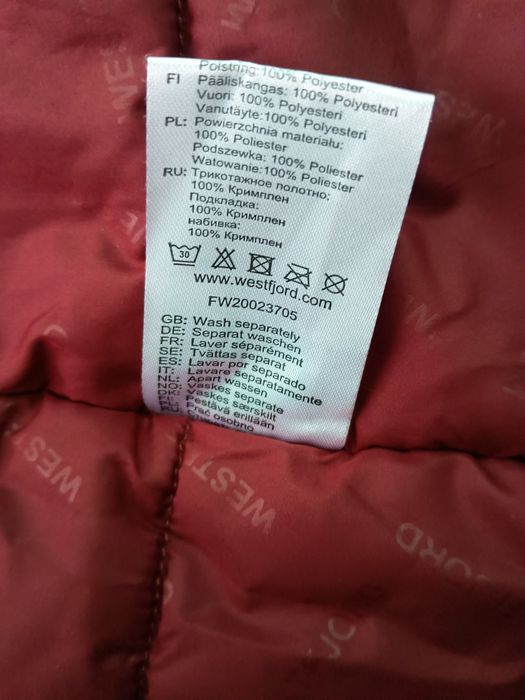 Polstring:100% Polyester
FI Pääliskangas: 100% Polyesteri
Vuori: 100% Polyesteri
Vanutäyte:100% Polyesteri
PL: Powierzchnia materiału:
100% Poliester
Podszewka: 100% Poliester
Watowanie:100% Poliester
RU: Трикотажное полотно:
100% Кримплен
Подкладка:
100% Кримплен
набивка:
100% Кримплен
30
www.westfjord.com
FW20023705
GB: Wash separately
DE: Separat waschen
FR: Laver séparément
SE: Tvättas separat
ES: Lavar por separado
IT: Lavare separatamente
NL: Apart wassen
NO: Vaskes separate
DK: Vaskes særskilt
FI: Pestävä erillään
PL: Prać osobno
WEST
WEST
ORD